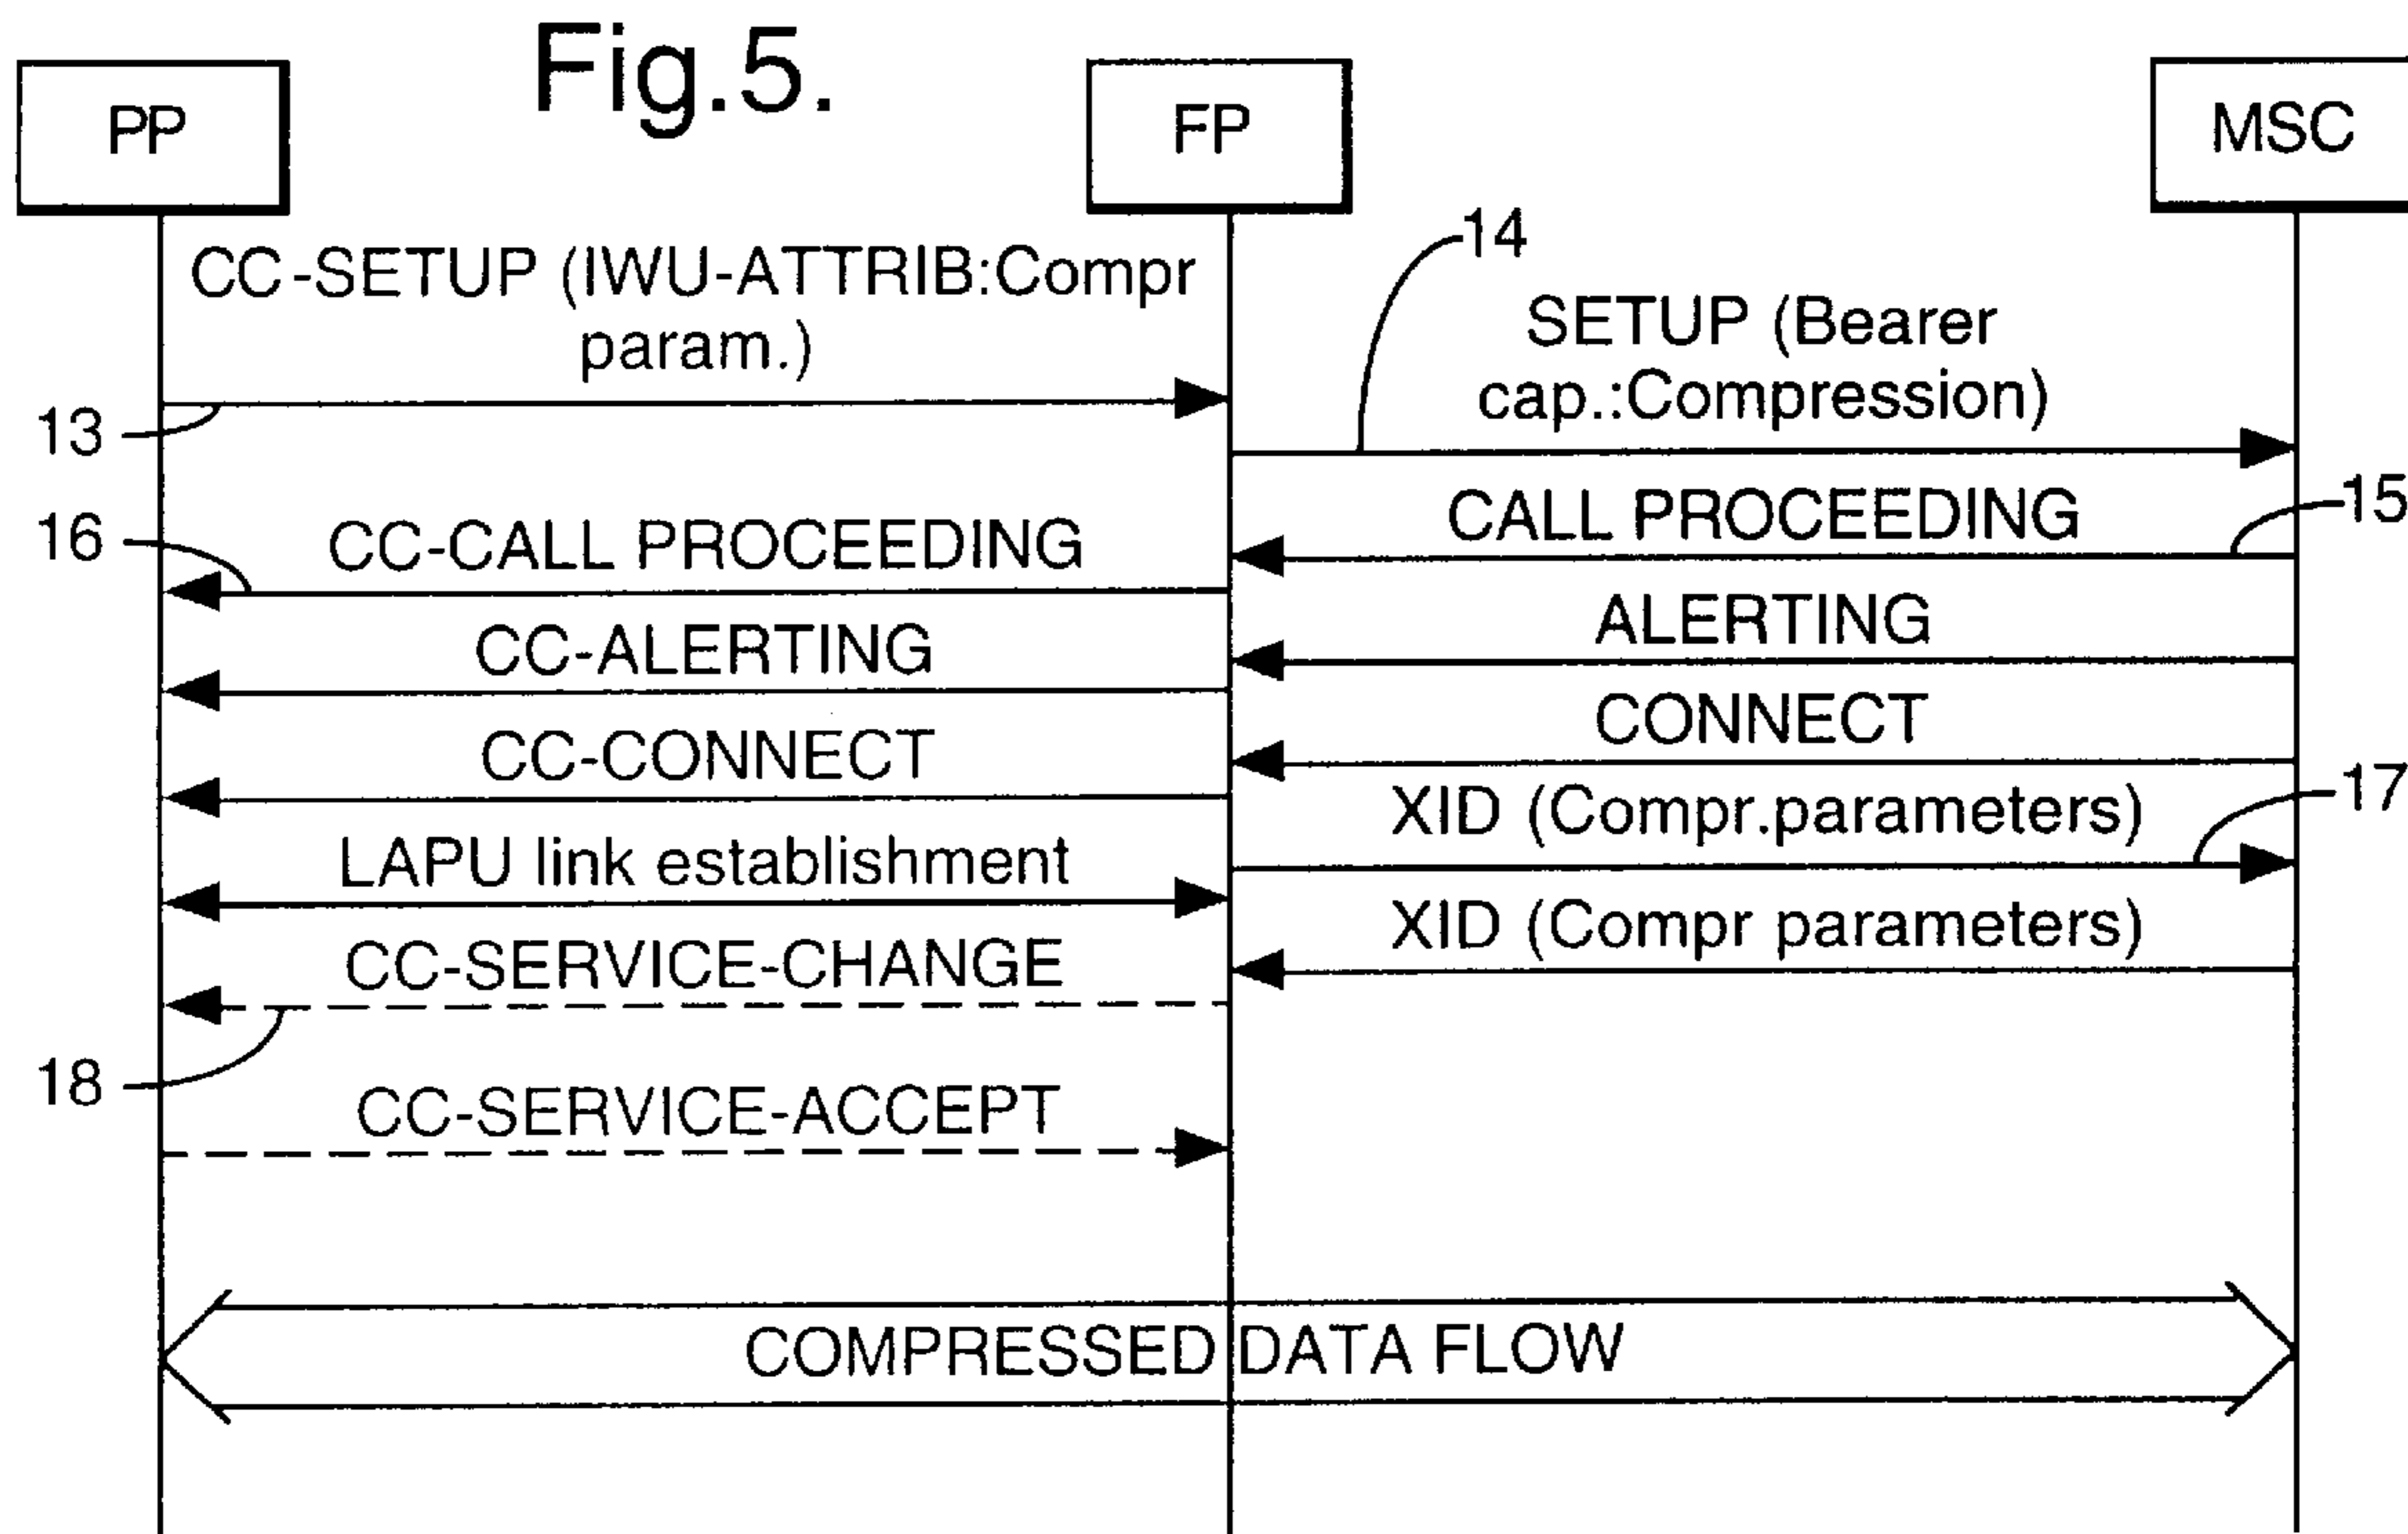 Fig.5.
PP
FP
MSC
14
CC-SETUP (IWU-ATTRIB:Compr
param.)
SETUP (Bearer
cap.:Compression)
13
15
CALL PROCEEDING
16
CC-CALL PROCEEDING
ALERTING
CC-ALERTING
CONNECT
CC-CONNECT
17
XID (Compr.parameters)
LAPU link establishment
XID (Compr parameters)
CC-SERVICE-CHANGE
18
CC-SERVICE-ACCEPT
COMPRESSED DATA FLOW